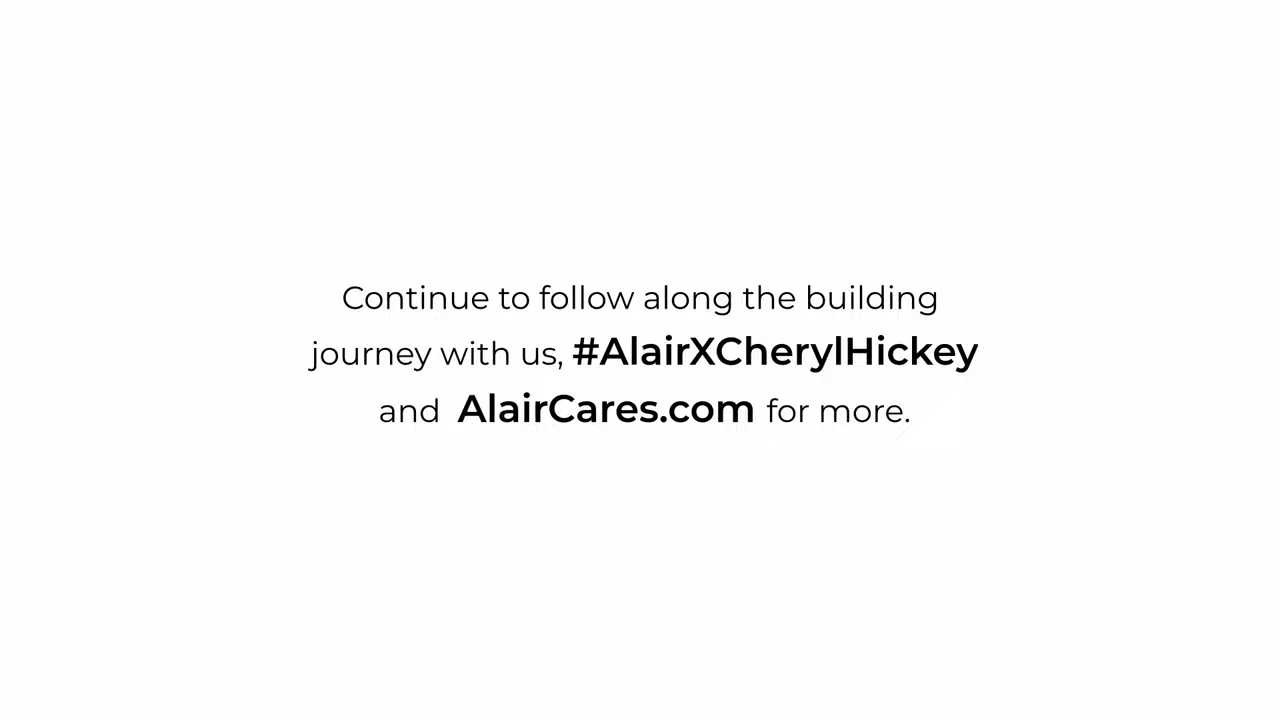 Continue to follow along the building
journey with us, #AlairXCherylHickey
and AlairCares.com for more.